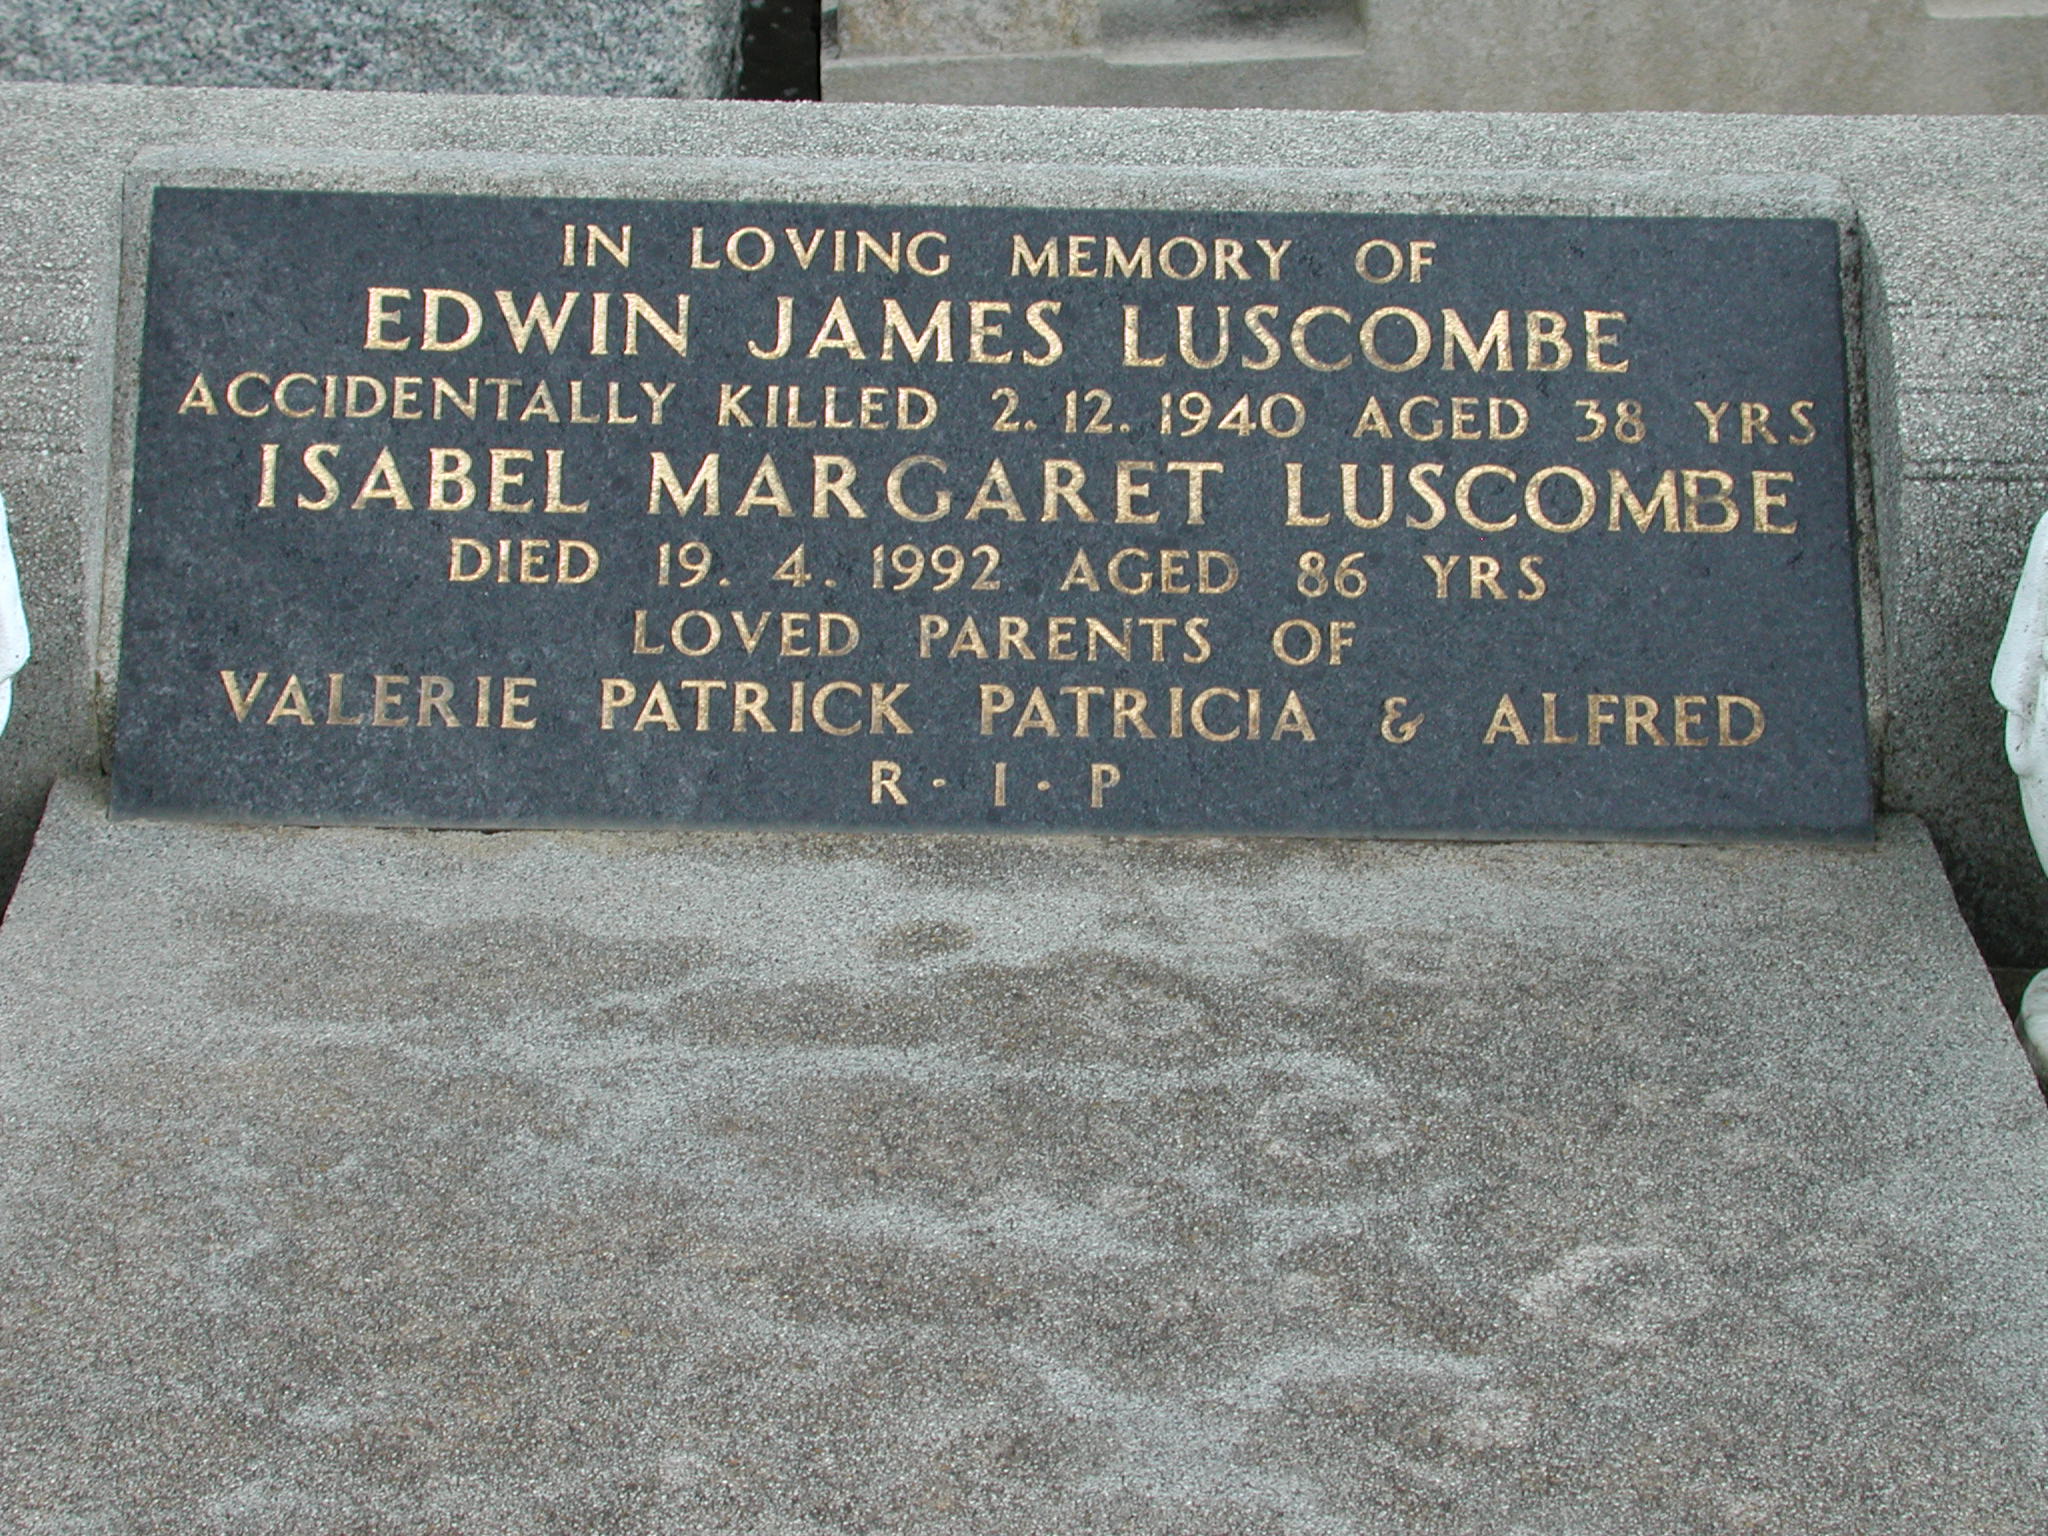 IN LOVING MEMORY OF
EDWIN JAMES LUSCOMBE
ACCIDENTALLY KILLED 2. 12. 1940 AGED 38 YRS
ISABEL MARGARET LUSCOMBE
DIED 19. 4. 1992 AGED 86 YRS
LOVED PARENTS OF
VALERIE PATRICK PATRICIA & ALFRED
R · I · P